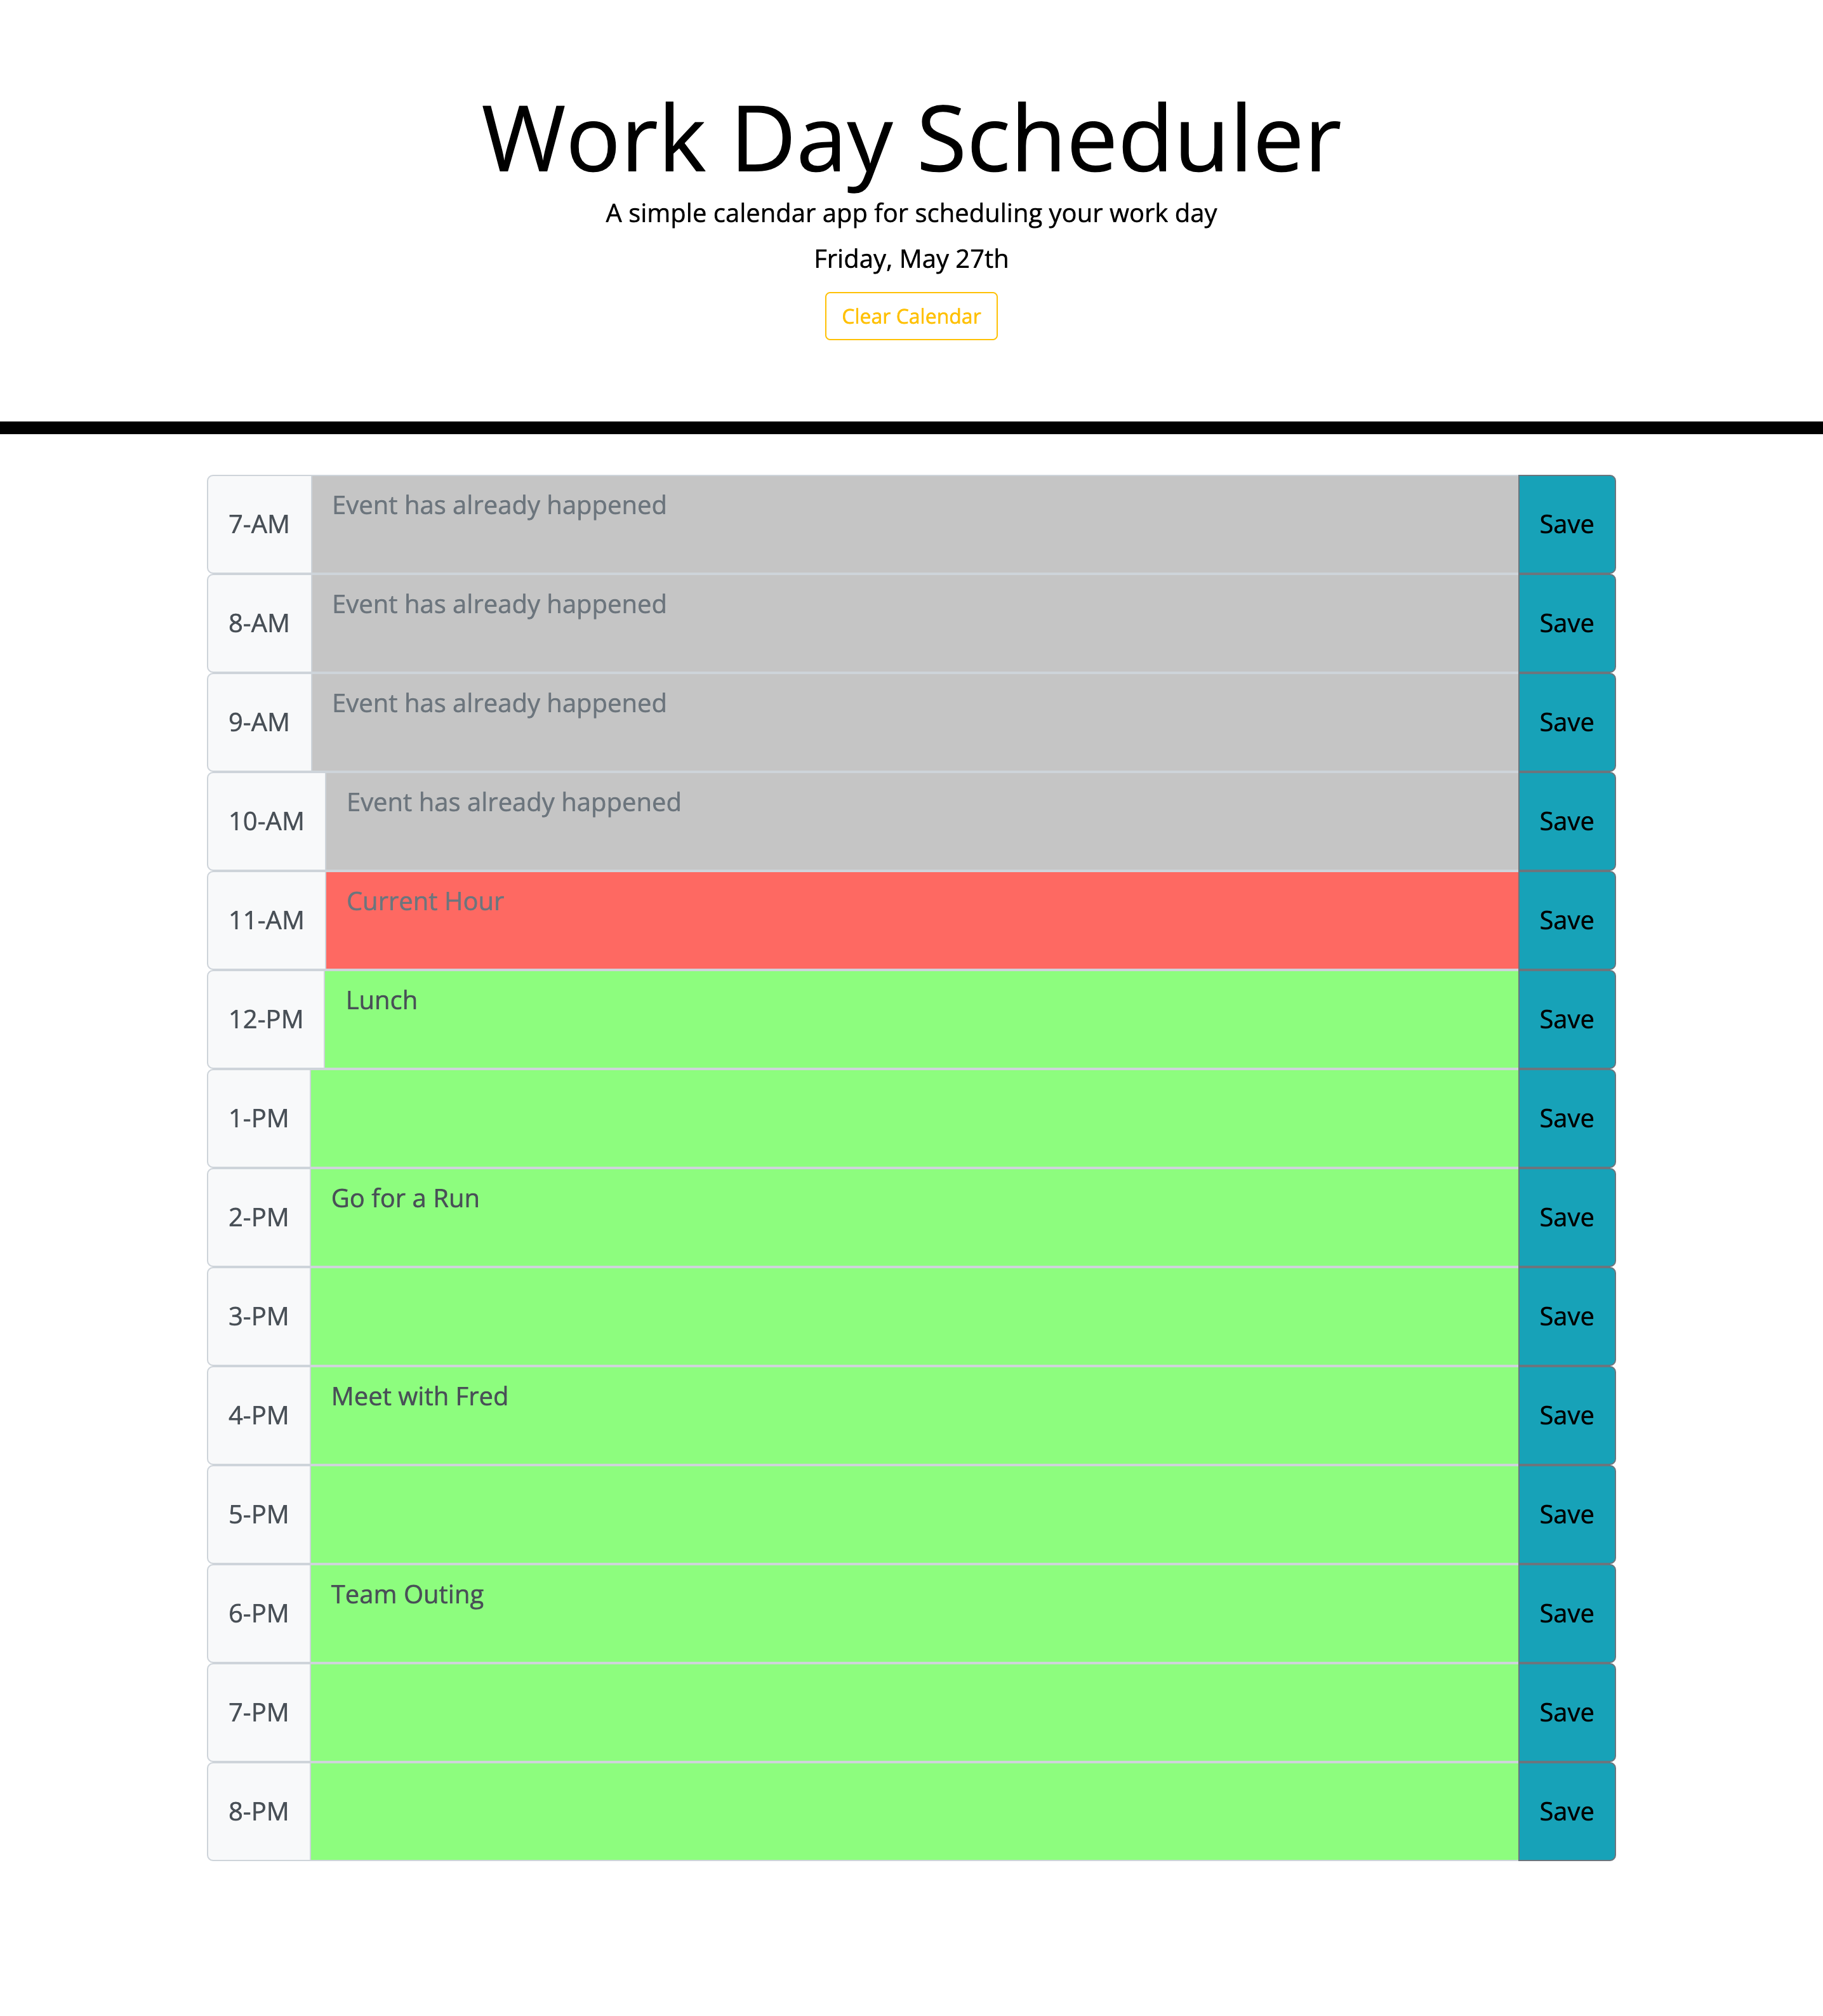 Work Day Scheduler
A simple calendar app for scheduling your work day
Friday, May 27th
Clear Calendar
7-AM Event has already happened Save
8-AM Event has already happened Save
9-AM Event has already happened Save
10-AM Event has already happened Save
11-AM Current Hour Save
12-PM Lunch Save
1-PM Save
2-PM Go for a Run Save
3-PM Save
4-PM Meet with Fred Save
5-PM Save
6-PM Team Outing Save
7-PM Save
8-PM Save